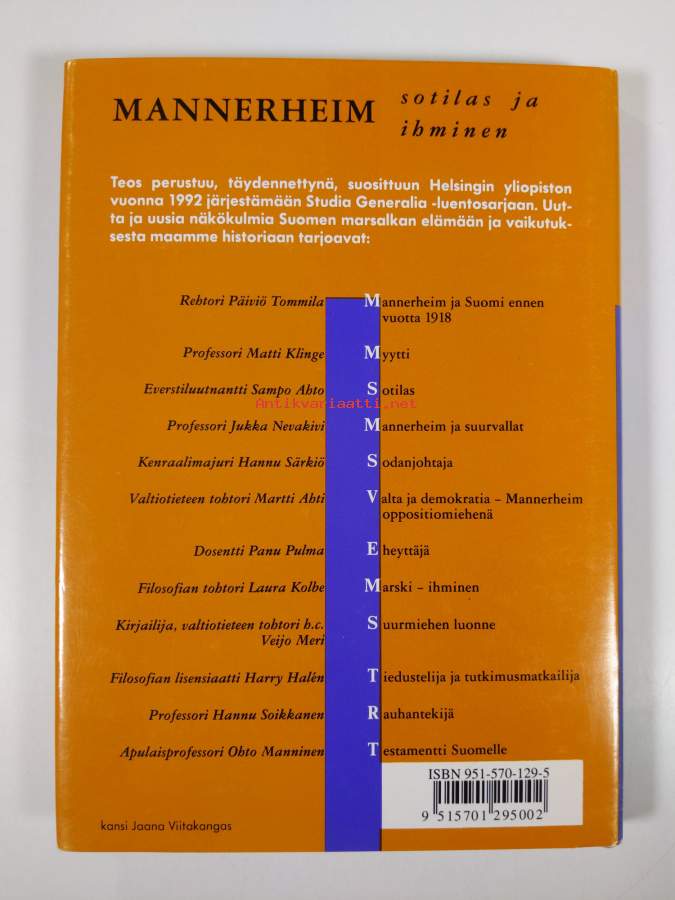 MANNERHEIM sotilas ja
ihminen
Teos perustuu, täydennettynä, suosittuun Helsingin yliopiston
vuonna 1992 järjestämään Studia Generalia -luentosarjaan. Uut-
ta ja uusia näkökulmia Suomen marsalkan elämään ja vaikutuk-
sesta maamme historiaan tarjoavat:
Rehtori Päiviö Tommila Mannerheim ja Suomi ennen
vuotta 1918
Professori Matti Klinge Myytti
Everstiluutnantti Sampo Ahto Sotilas
Antikvariaatti.net
Professori Jukka Nevakivi Mannerheim ja suurvallat
Kenraalimajuri Hannu Särkiö Sodanjohtaja
Valtiotieteen tohtori Martti Ahti Valta ja demokratia – Mannerheim
oppositiomiehenä
Dosentti Panu Pulma Eheyttäjä
Filosofian tohtori Laura Kolbe Marski – ihminen
Kirjailija, valtiotieteen tohtori h.c. Suurmiehen luonne
Veijo Meri
Filosofian lisensiaatti Harry Halén Tiedustelija ja tutkimusmatkailija
Professori Hannu Soikkanen Rauhantekijä
Apulaisprofessori Ohto Manninen Testamentti Suomelle
ISBN 951-570-129-5
9 515701 295002
kansi Jaana Viitakangas